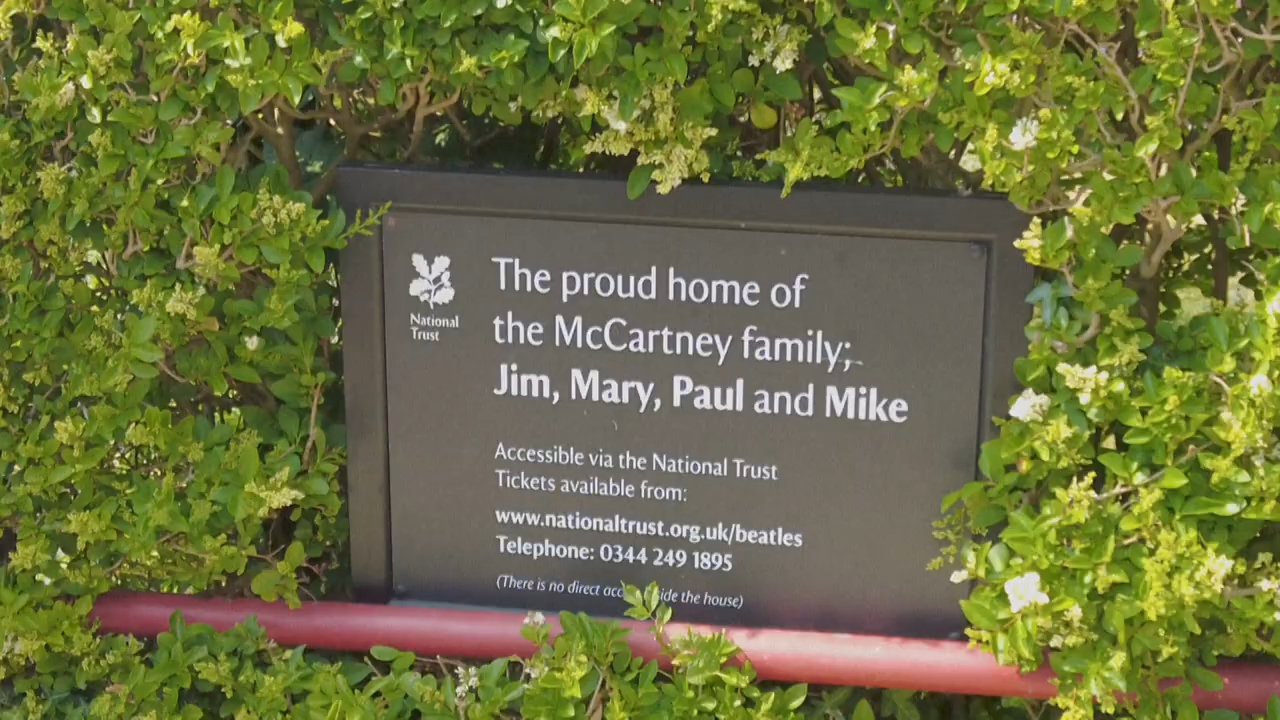 National
Trust
The proud home of
the McCartney family;
Jim, Mary, Paul and Mike
Accessible via the National Trust
Tickets available from:
www.nationaltrust.org.uk/beatles
Telephone: 0344 249 1895
(There is no direct the house)